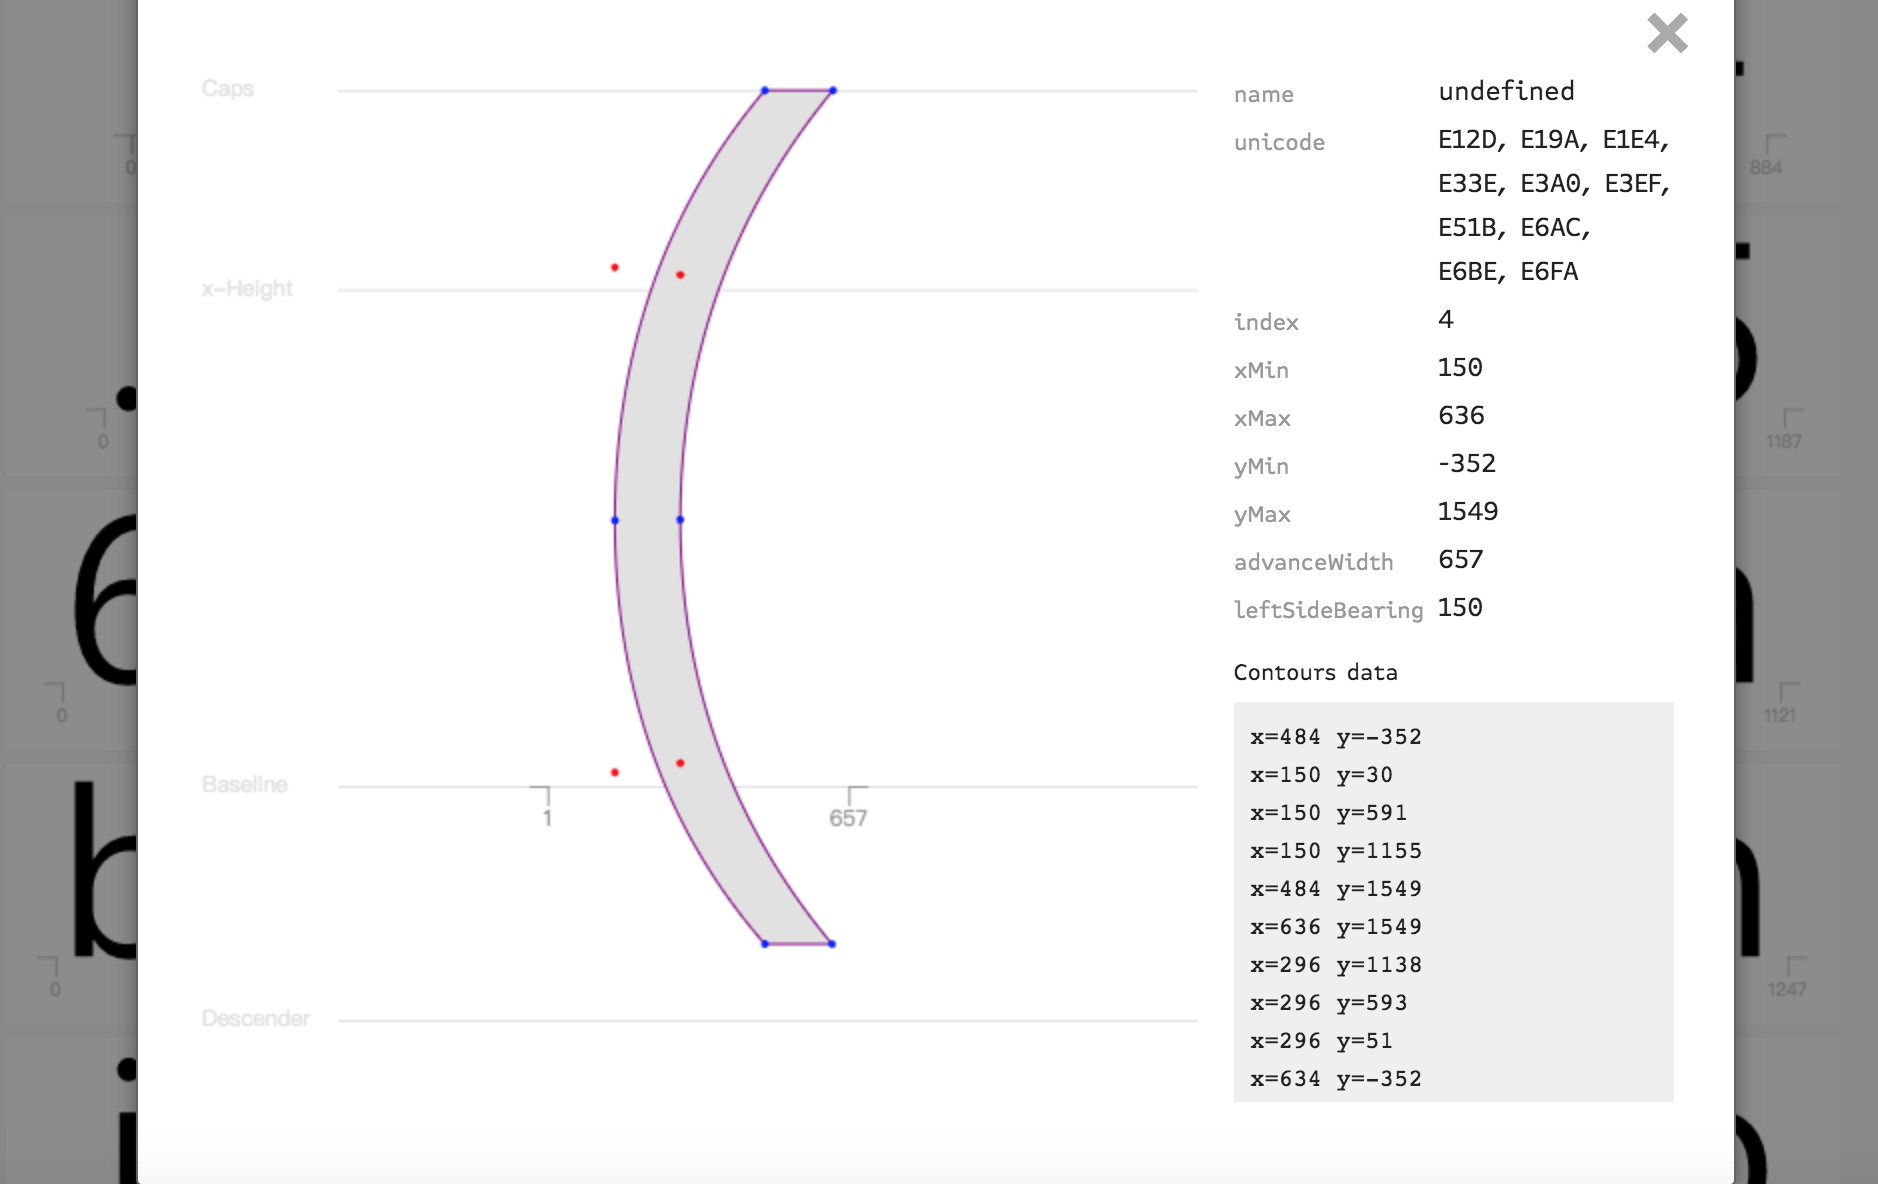 Caps
x-Height
Baseline
Descender
1
657
name undefined
unicode E12D, E19A, E1E4,
E33E, E3A0, E3EF,
E51B, E6AC,
E6BE, E6FA
index 4
xMin 150
xMax 636
yMin -352
yMax 1549
advanceWidth 657
leftSideBearing 150
Contours data
x=484 y=-352
x=150 y=30
x=150 y=591
x=150 y=1155
x=484 y=1549
x=636 y=1549
x=296 y=1138
x=296 y=593
x=296 y=51
x=634 y=-352
0
.
0
6
0
b
0
i
884
1187
1121
1247